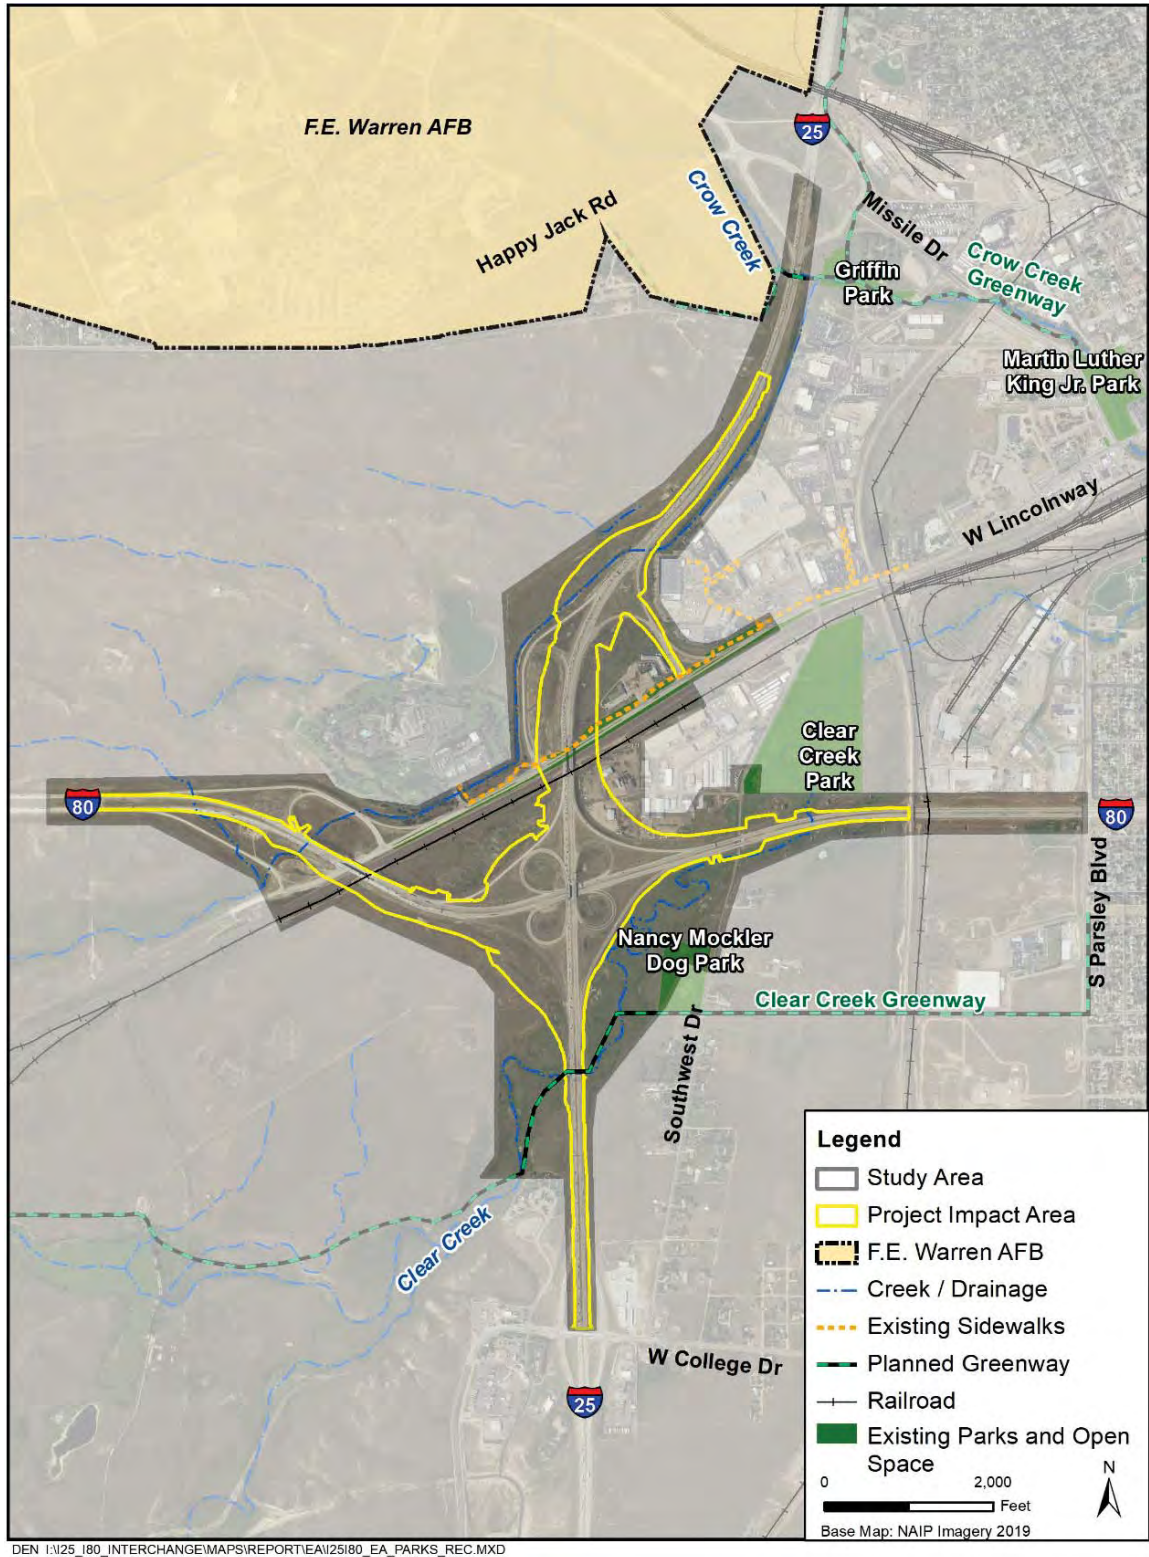 F.E. Warren AFB
25
Happy Jack Rd
Crow Creek
Missile Dr
Griffin
Park
Crow Creek
Greenway
Martin Luther
King Jr. Park
W Lincolnway
Clear
Creek
Park
80
80
S Parsley Blvd
Nancy Mockler
Dog Park
Clear Creek Greenway
Southwest Dr
Clear Creek
W College Dr
25
Legend
Study Area
Project Impact Area
F.E. Warren AFB
Creek / Drainage
Existing Sidewalks
Planned Greenway
Railroad
Existing Parks and Open
Space
N
0 2,000
Feet
Base Map: NAIP Imagery 2019
DEN I:\I25_I80_INTERCHANGE\MAPS\REPORT\EA\I25I80_EA_PARKS_REC.MXD